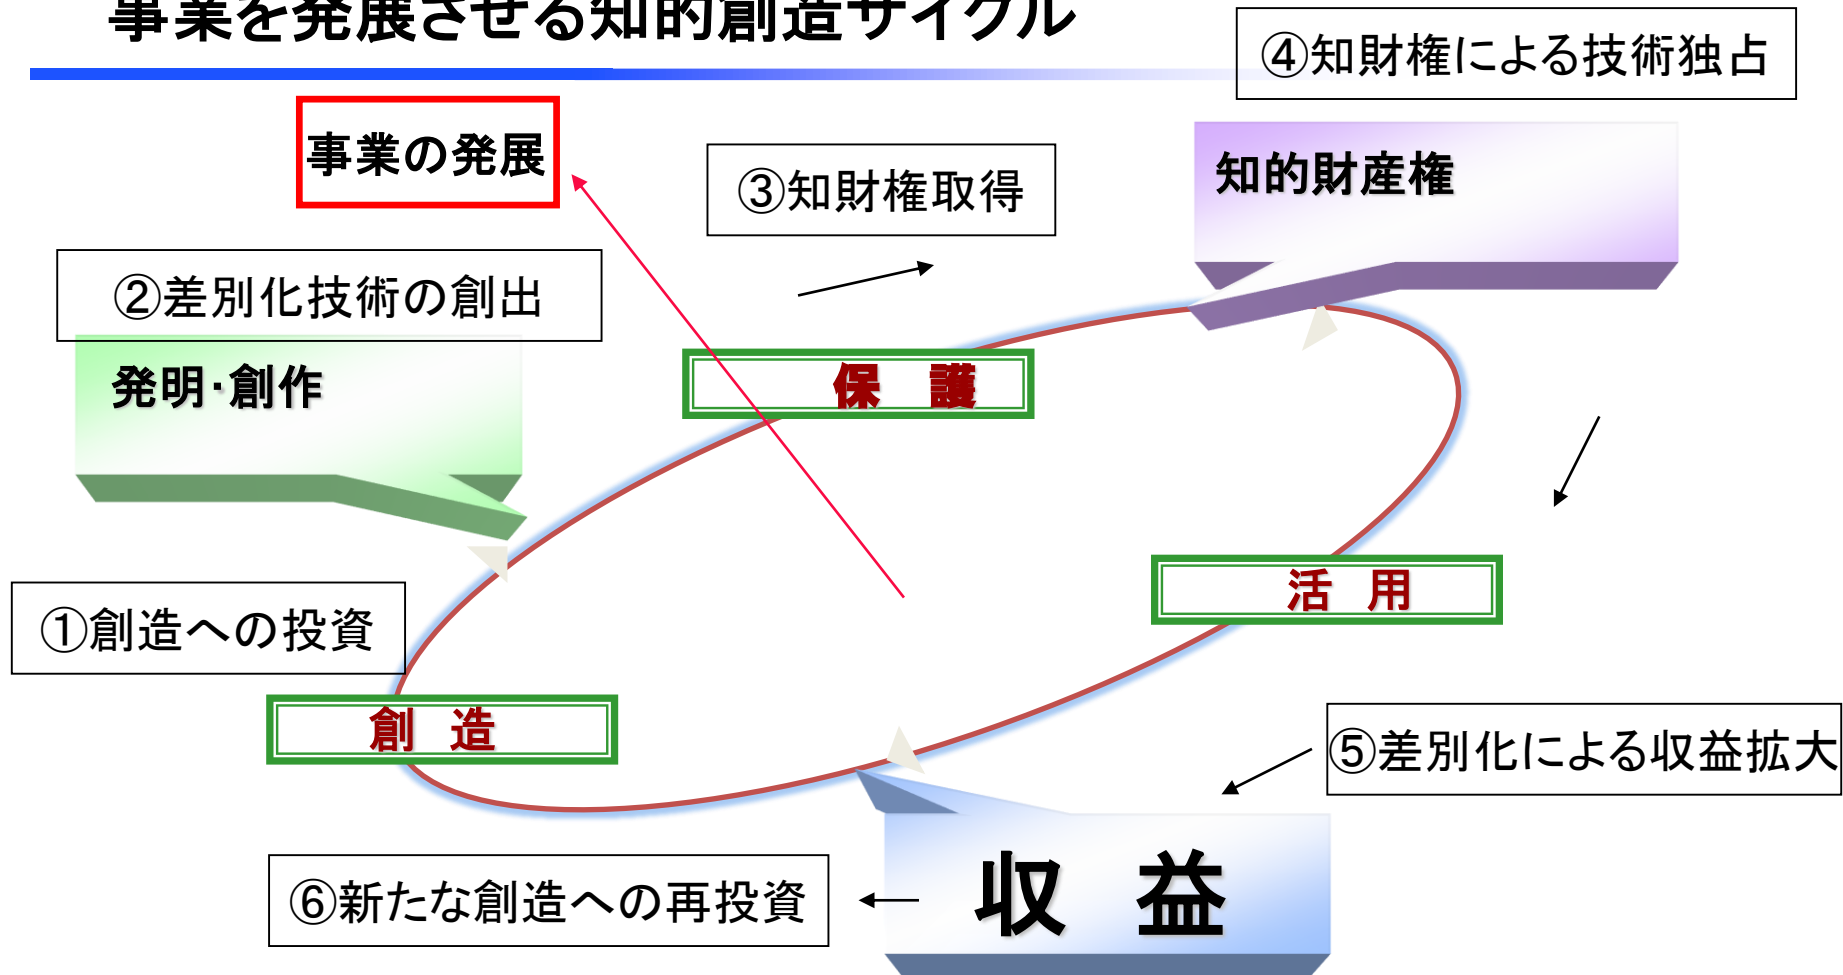 事業を発展させる知的創造サイクル
④知財権による技術独占
事業の発展
③知財権取得
知的財産権
②差別化技術の創出
発明・創作
保　護
活　用
①創造への投資
創　造
⑤差別化による収益拡大
⑥新たな創造への再投資
収　益